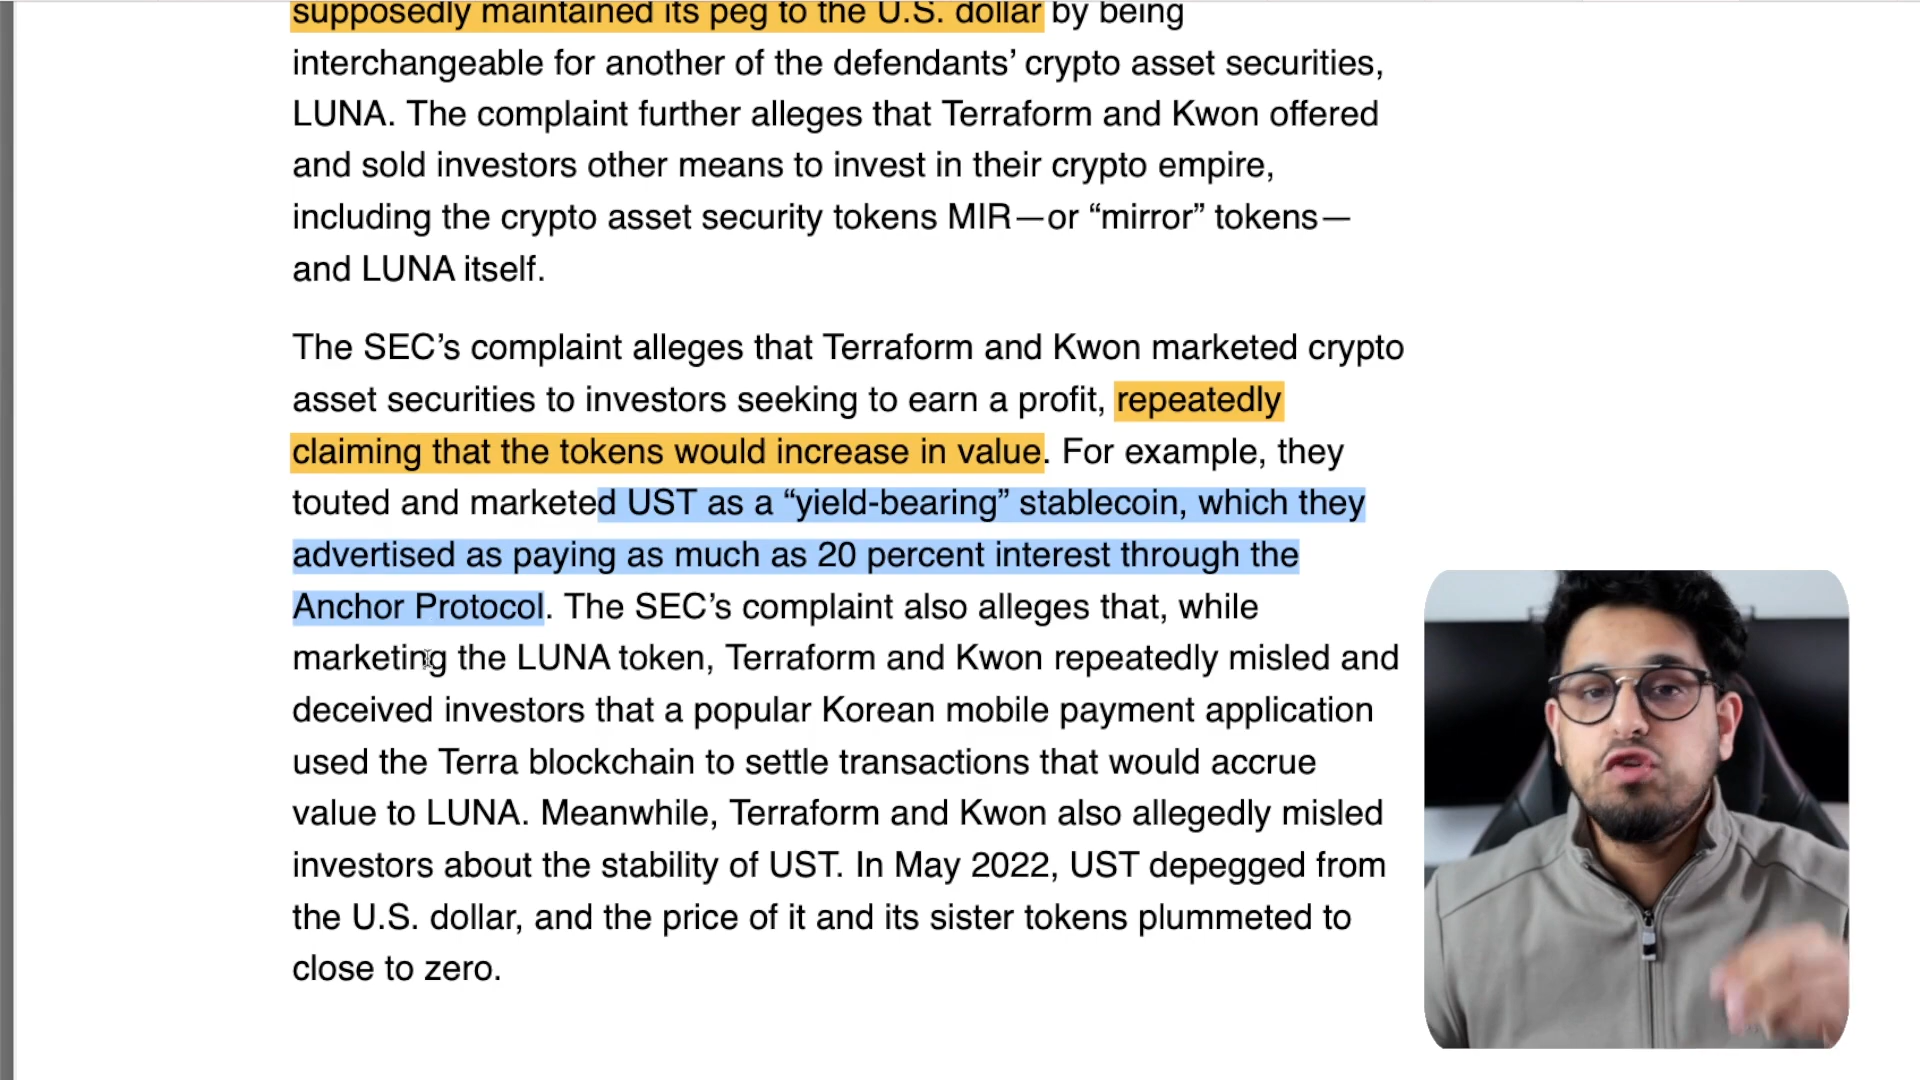 supposedly maintained its peg to the U.S. dollar by being
interchangeable for another of the defendants’ crypto asset securities,
LUNA. The complaint further alleges that Terraform and Kwon offered
and sold investors other means to invest in their crypto empire,
including the crypto asset security tokens MIR—or “mirror” tokens—
and LUNA itself.
The SEC’s complaint alleges that Terraform and Kwon marketed crypto
asset securities to investors seeking to earn a profit, repeatedly
claiming that the tokens would increase in value. For example, they
touted and marketed UST as a “yield-bearing” stablecoin, which they
advertised as paying as much as 20 percent interest through the
Anchor Protocol. The SEC’s complaint also alleges that, while
marketing the LUNA token, Terraform and Kwon repeatedly misled and
deceived investors that a popular Korean mobile payment application
used the Terra blockchain to settle transactions that would accrue
value to LUNA. Meanwhile, Terraform and Kwon also allegedly misled
investors about the stability of UST. In May 2022, UST depegged from
the U.S. dollar, and the price of it and its sister tokens plummeted to
close to zero.